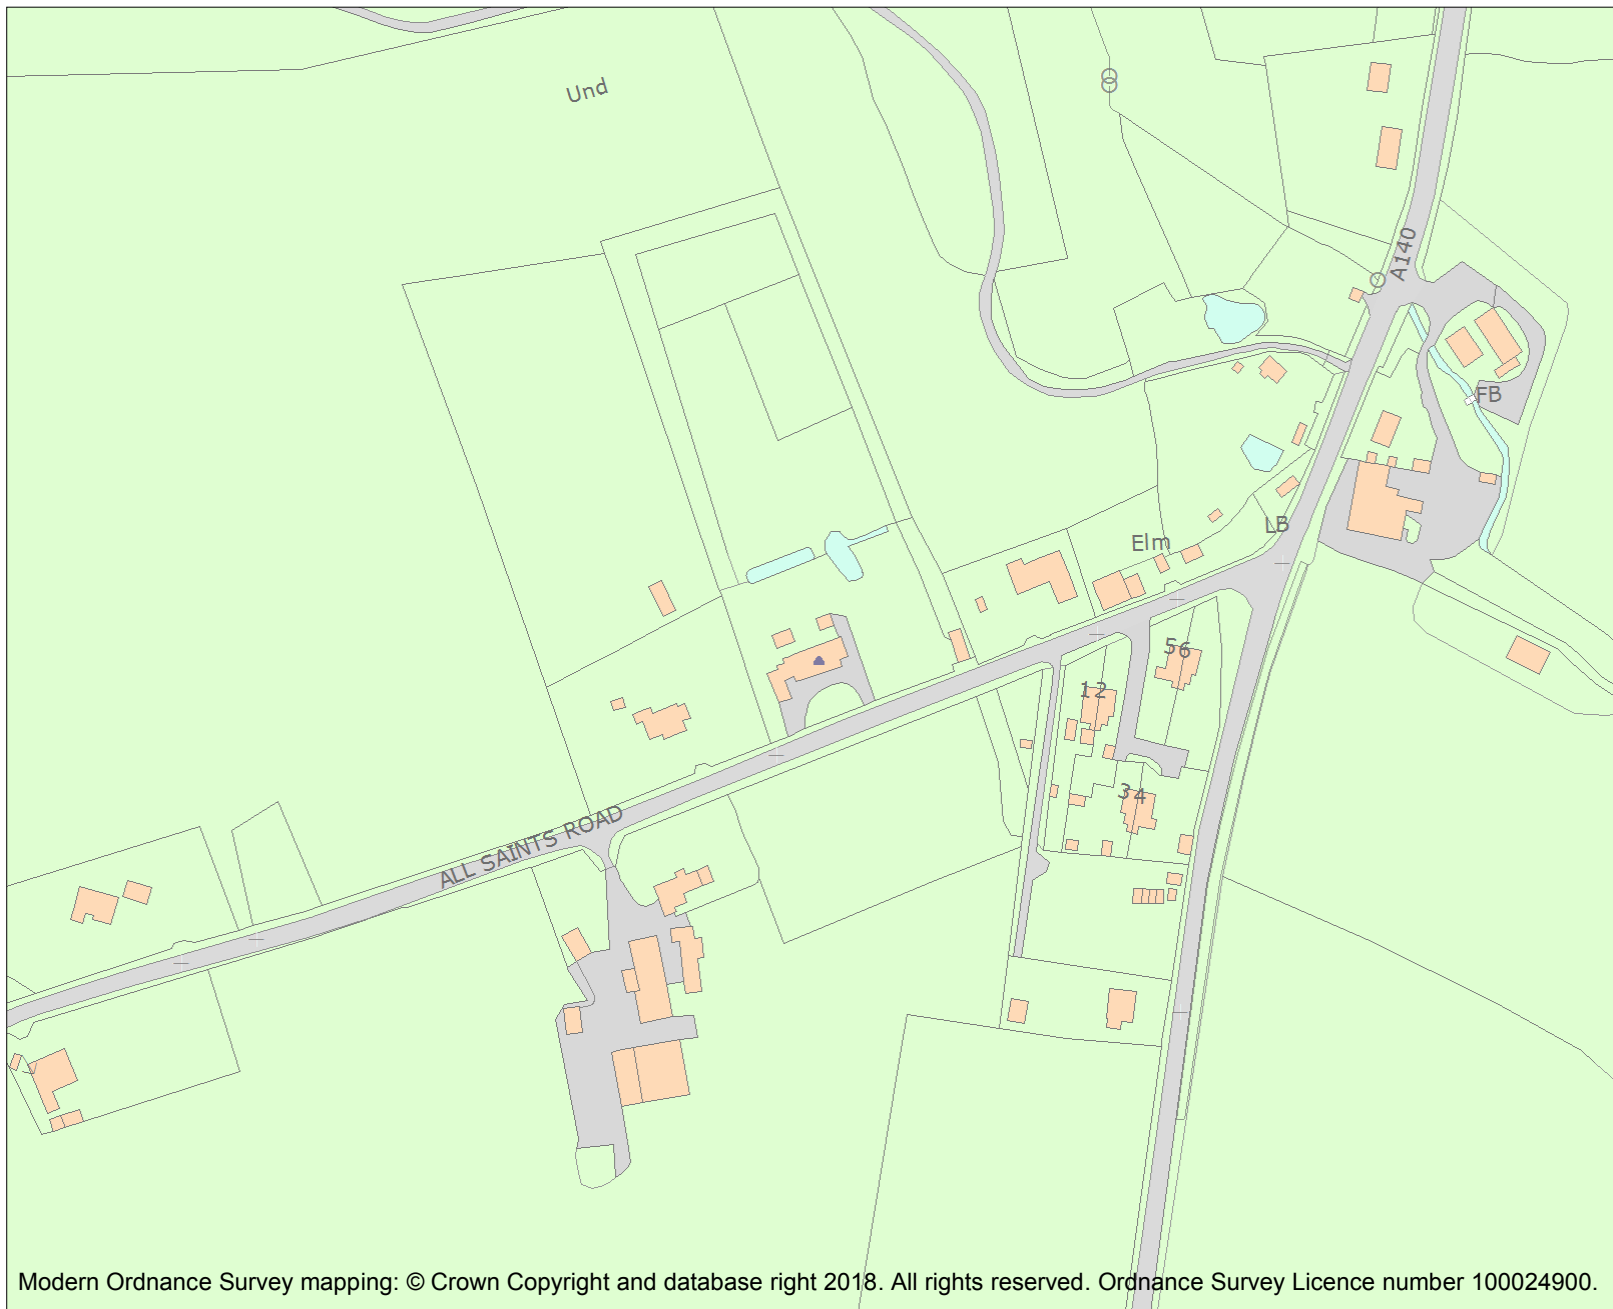 Und
A140
FB
LB
Elm
56
12
34
ALL SAINTS ROAD
Modern Ordnance Survey mapping: © Crown Copyright and database right 2018. All rights reserved. Ordnance Survey Licence number 100024900.